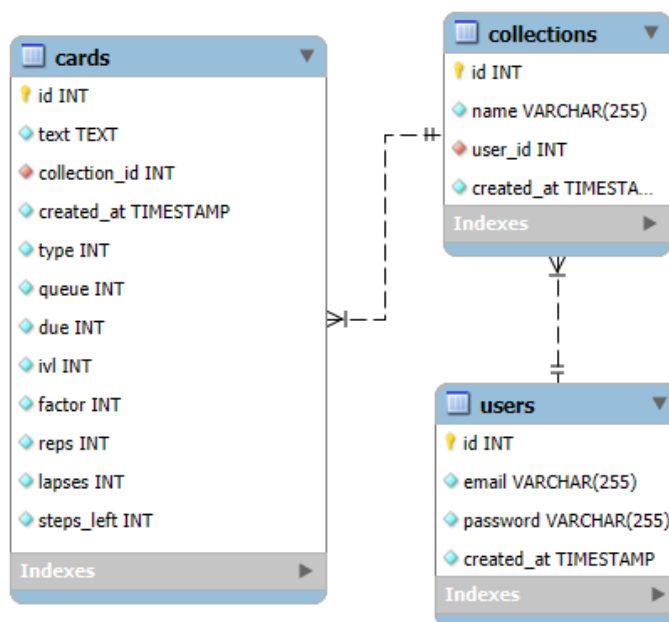 cards
id INT
text TEXT
collection_id INT
created_at TIMESTAMP
type INT
queue INT
due INT
ivl INT
factor INT
reps INT
lapses INT
steps_left INT
Indexes
collections
id INT
name VARCHAR(255)
user_id INT
created_at TIMESTA...
Indexes
users
id INT
email VARCHAR(255)
password VARCHAR(255)
created_at TIMESTAMP
Indexes